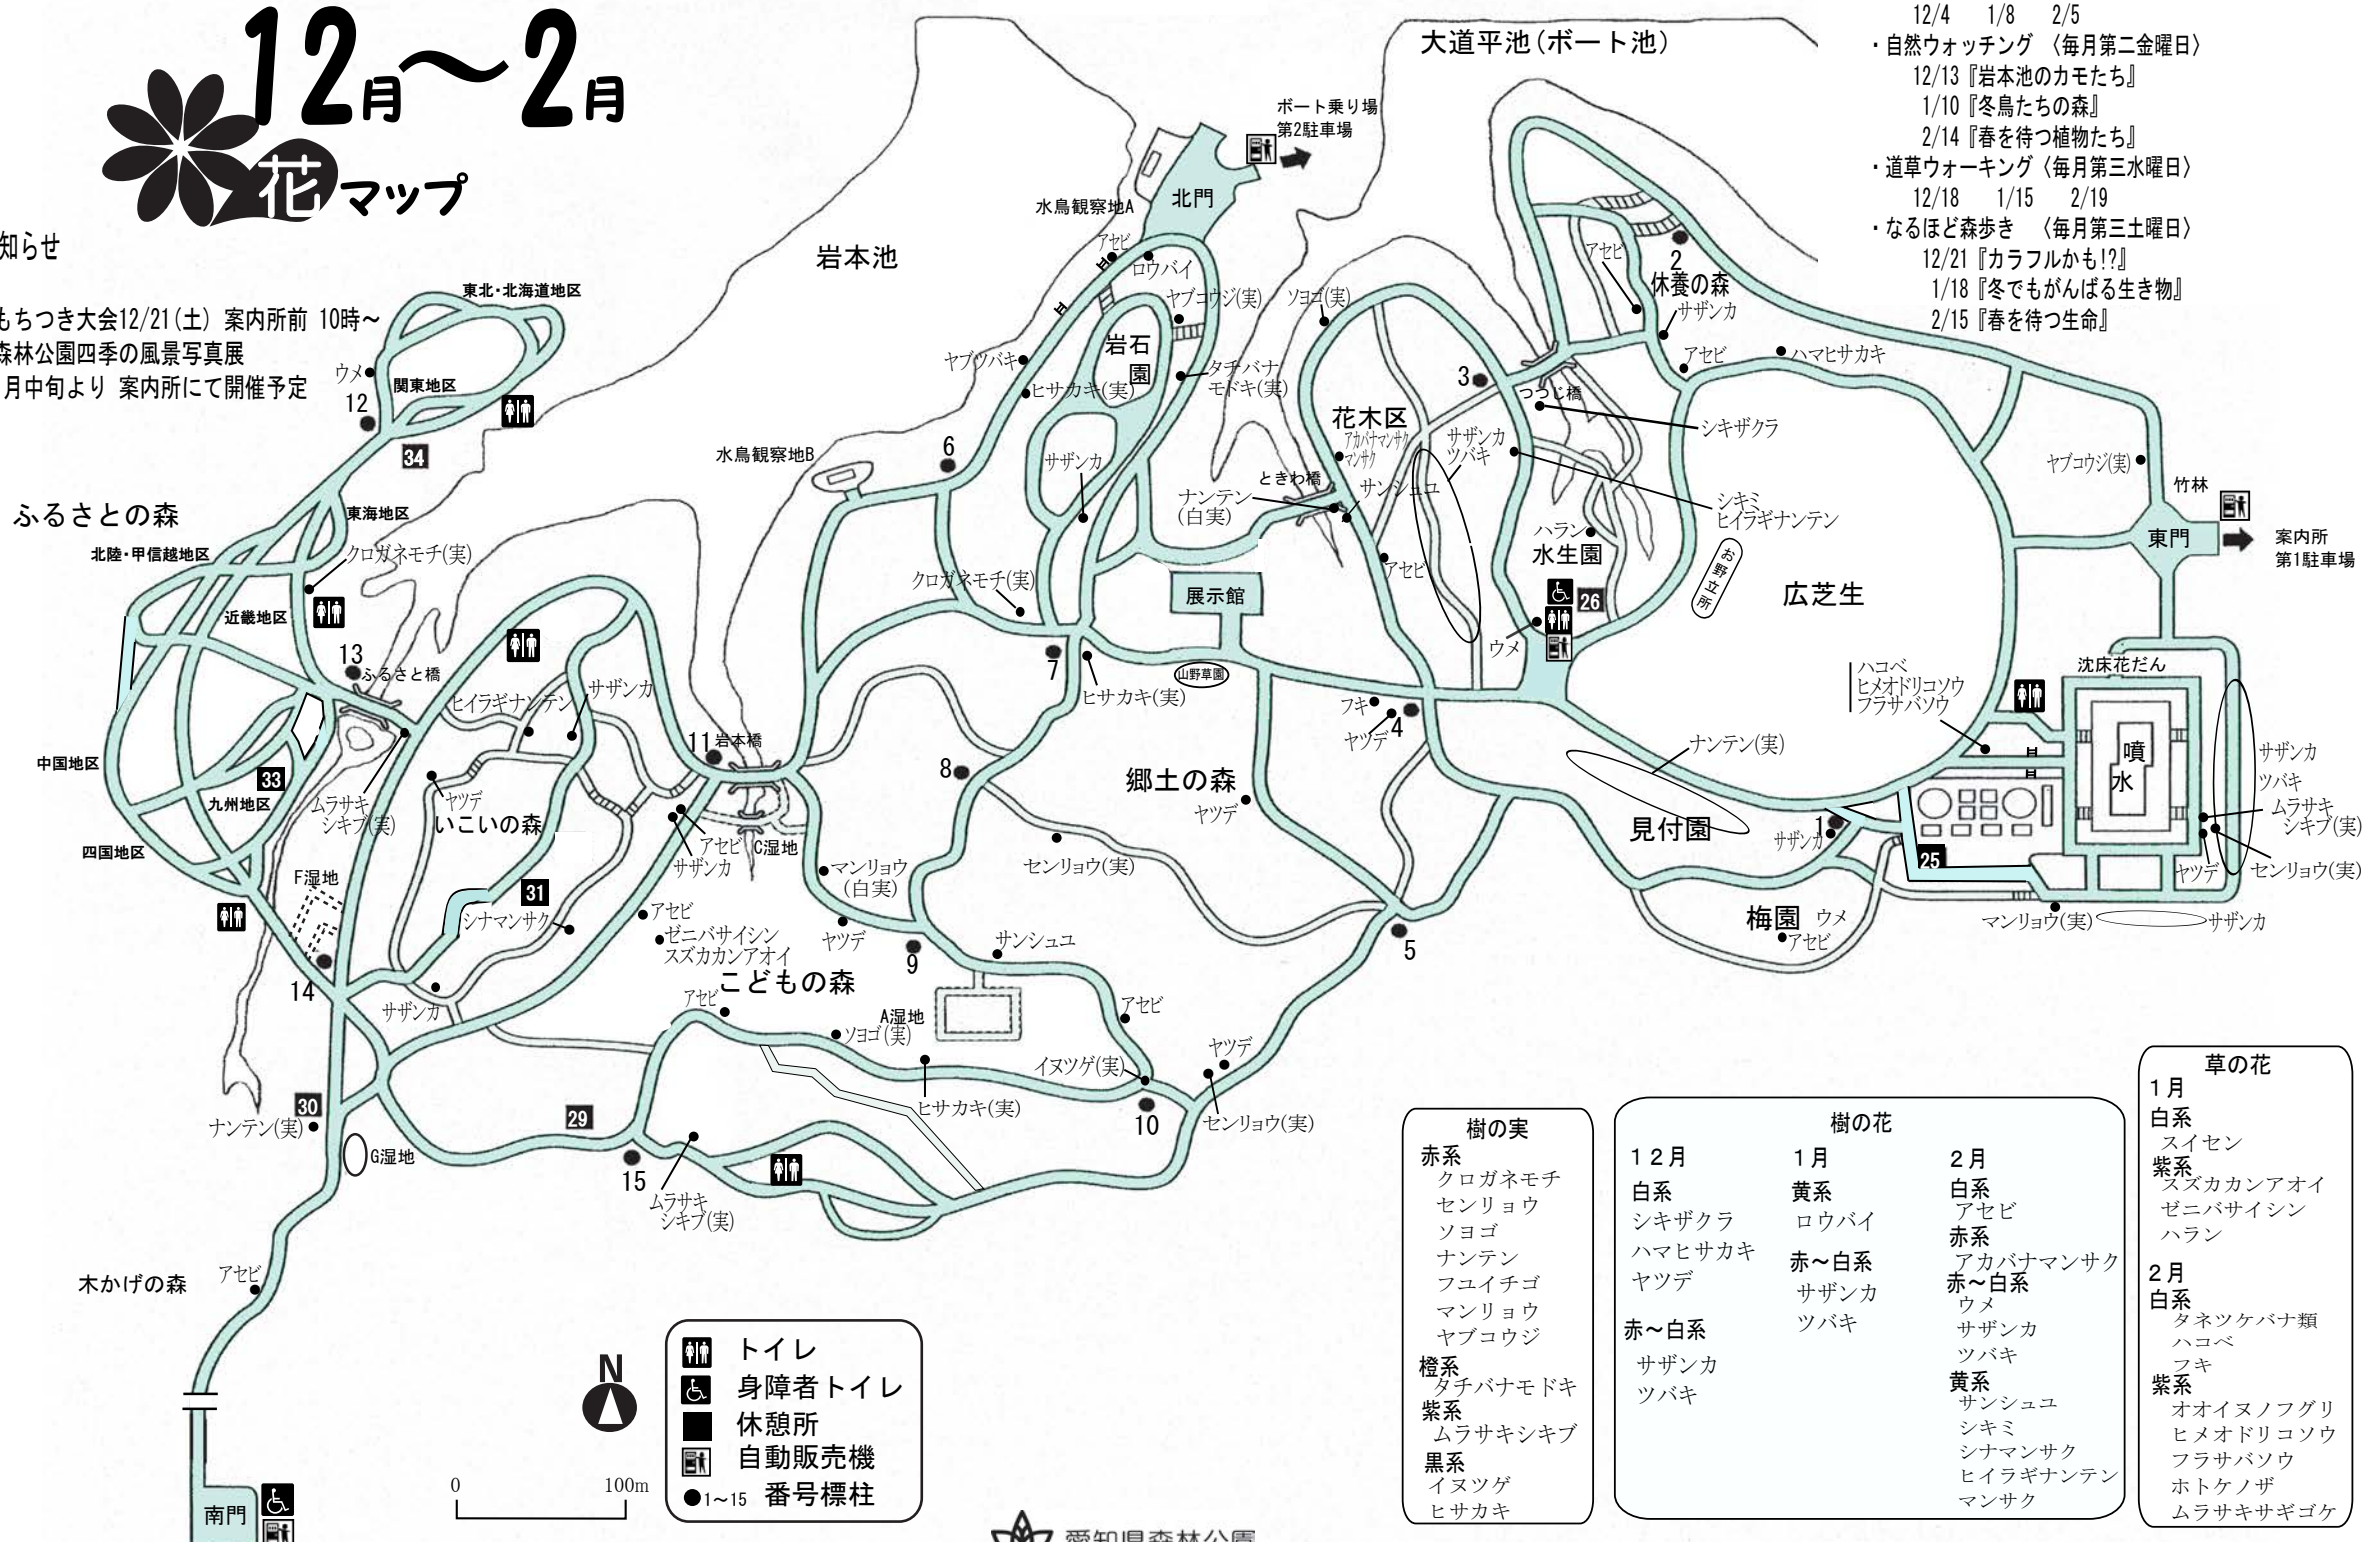 12月～2月
花マップ
知らせ
もちつき大会12/21(土) 案内所前 10時～
森林公園四季の風景写真展
月中旬より 案内所にて開催予定
12/4 1/8 2/5
・自然ウォッチング 〈毎月第二金曜日〉
12/13『岩本池のカモたち』
1/10『冬鳥たちの森』
2/14『春を待つ植物たち』
・道草ウォーキング〈毎月第三水曜日〉
12/18 1/15 2/19
・なるほど森歩き 〈毎月第三土曜日〉
12/21『カラフルかも!?』
1/18『冬でもがんばる生き物』
2/15『春を待つ生命』
大道平池(ボート池)
ボート乗り場
第2駐車場
北門
水鳥観察地A
アセビ
ロウバイ
岩本池
ヤブコウジ(実)
ソヨゴ(実)
岩石園
ヤブツバキ
ヒサカキ(実)
タチバナ
モドキ(実)
アセビ
2
休養の森
サザンカ
アセビ
ハマヒサカキ
3
つつじ橋
シキザクラ
花木区
アカバナマンサク
マンサク
サザンカ
ツバキ
ときわ橋
サンシュユ
ナンテン
(白実)
シキミ
ヒイラギナンテン
ハラン
水生園
お野立所
26
ウメ
アセビ
広芝生
ヤブコウジ(実)
竹林
東門
案内所
第1駐車場
東北・北海道地区
ウメ
関東地区
12
34
水鳥観察地B
6
サザンカ
ふるさとの森
東海地区
北陸・甲信越地区
クロガネモチ(実)
近畿地区
13
ふるさと橋
クロガネモチ(実)
展示館
7
ヒサカキ(実)
山野草園
フキ
ヤツデ
4
ハコベ
ヒメオドリコソウ
フラサバソウ
沈床花だん
噴水
サザンカ
ツバキ
ムラサキ
シキブ(実)
ヤツデ
センリョウ(実)
マンリョウ(実)
サザンカ
25
ナンテン(実)
見付園
サザンカ
1
梅園
ウメ
アセビ
ヒイラギナンテン
サザンカ
11
岩本橋
8
郷土の森
ヤツデ
中国地区
33
九州地区
ムラサキ
シキブ(実)
ヤツデ
いこいの森
四国地区
アセビ
サザンカ
C湿地
マンリョウ
(白実)
センリョウ(実)
F湿地
31
シナマンサク
アセビ
ゼニバサイシン
スズカカンアオイ
ヤツデ
9
サンシュユ
5
14
サザンカ
こどもの森
アセビ
A湿地
ソヨゴ(実)
アセビ
イヌツゲ(実)
ヤツデ
ヒサカキ(実)
10
センリョウ(実)
30
ナンテン(実)
G湿地
29
15
ムラサキ
シキブ(実)
アセビ
木かげの森
南門
N
0 100m
トイレ
身障者トイレ
休憩所
自動販売機
●1～15 番号標柱
愛知県森林公園
樹の実
赤系
クロガネモチ
センリョウ
ソヨゴ
ナンテン
フユイチゴ
マンリョウ
ヤブコウジ
橙系
タチバナモドキ
紫系
ムラサキシキブ
黒系
イヌツゲ
ヒサカキ
樹の花
12月
白系
シキザクラ
ハマヒサカキ
ヤツデ
赤～白系
サザンカ
ツバキ
1月
黄系
ロウバイ
赤～白系
サザンカ
ツバキ
2月
白系
アセビ
赤系
アカバナマンサク
赤～白系
ウメ
サザンカ
ツバキ
黄系
サンシュユ
シキミ
シナマンサク
ヒイラギナンテン
マンサク
草の花
1月
白系
スイセン
紫系
スズカカンアオイ
ゼニバサイシン
ハラン
2月
白系
タネツケバナ類
ハコベ
フキ
紫系
オオイヌノフグリ
ヒメオドリコソウ
フラサバソウ
ホトケノザ
ムラサキサギゴケ